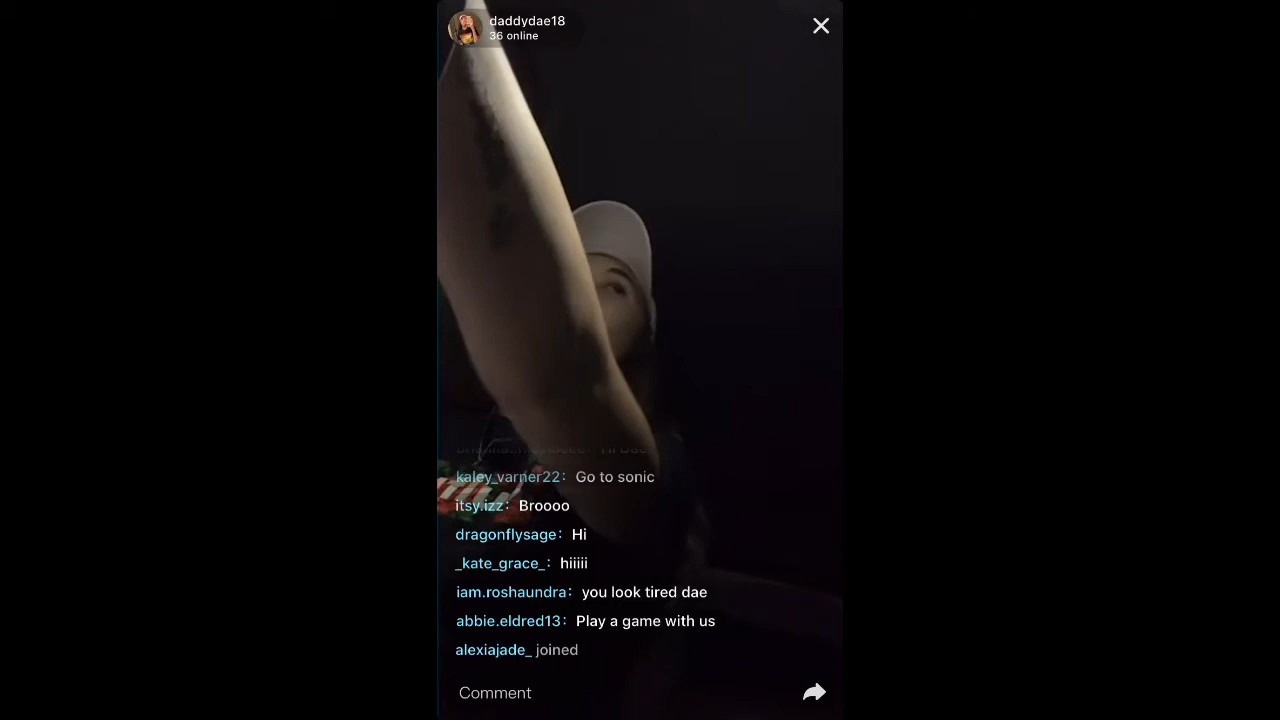 daddydae18
36 online
kaley_varner22: Go to sonic
itsy.izz: Broooo
dragonflysage: Hi
_kate_grace_: hiiiii
iam.roshaundra: you look tired dae
abbie.eldred13: Play a game with us
alexiajade_ joined
Comment